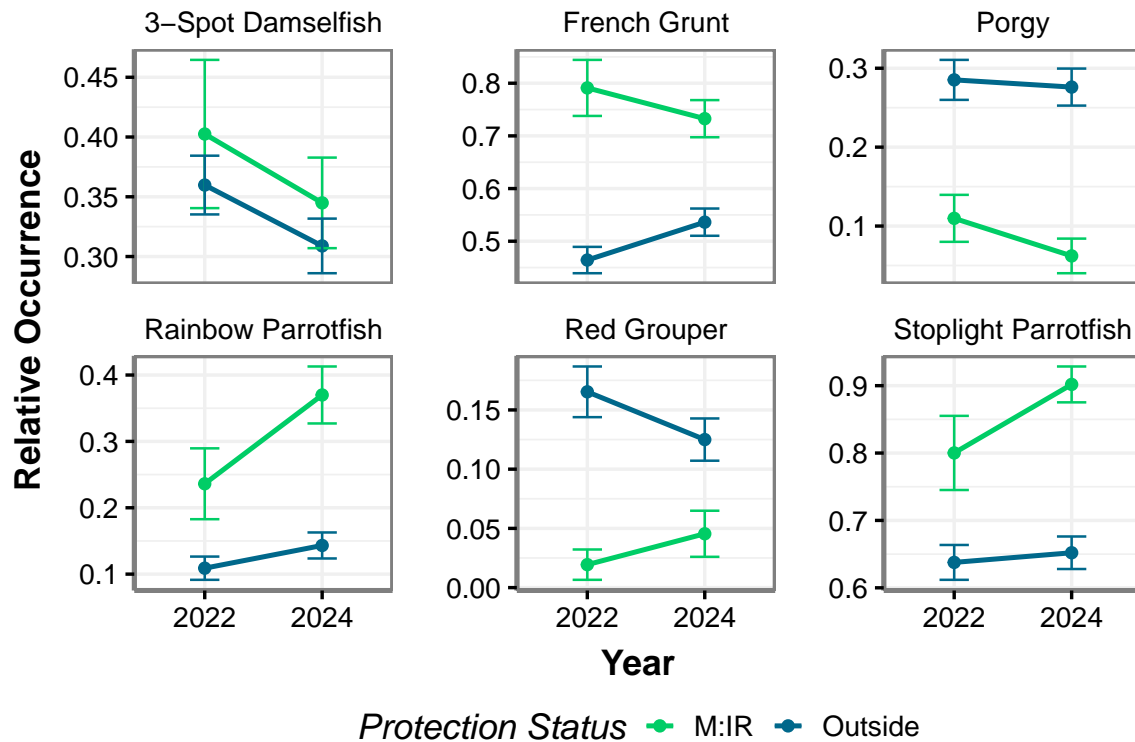 3−Spot Damselfish
French Grunt
Porgy
0.45
0.40
0.35
0.30
0.8
0.7
0.6
0.5
0.3
0.2
0.1
Relative Occurrence
Rainbow Parrotfish
Red Grouper
Stoplight Parrotfish
0.4
0.3
0.2
0.1
0.15
0.10
0.05
0.00
0.9
0.8
0.7
0.6
2022 2024
2022 2024
2022 2024
Year
Protection Status M:IR Outside